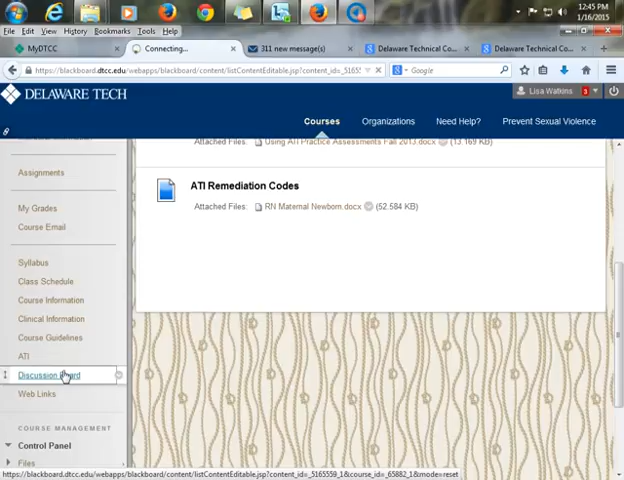 12:45 PM
1/16/2015
File Edit View History Bookmarks Tools Help
MyDTCC
Connecting...
311 new message(s)
Delaware Technical Co...
Delaware Technical Co...
https://blackboard.dtcc.edu/webapps/blackboard/content/listContentEditable.jsp?content_id=_51655
Google
DELAWARE TECH
Lisa Watkins 3
Courses Organizations Need Help? Prevent Sexual Violence
Attached Files: Using ATI Practice Assessments Fall 2013.docx (13.169 KB)
Assignments
ATI Remediation Codes
Attached Files: RN Maternal Newborn.docx (52.584 KB)
My Grades
Course Email
Syllabus
Class Schedule
Course Information
Clinical Information
Course Guidelines
ATI
Discussion Board
Web Links
COURSE MANAGEMENT
Control Panel
Files
https://blackboard.dtcc.edu/webapps/blackboard/content/listContentEditable.jsp?content_id=_5165559_1&course_id=_65882_1&mode=reset